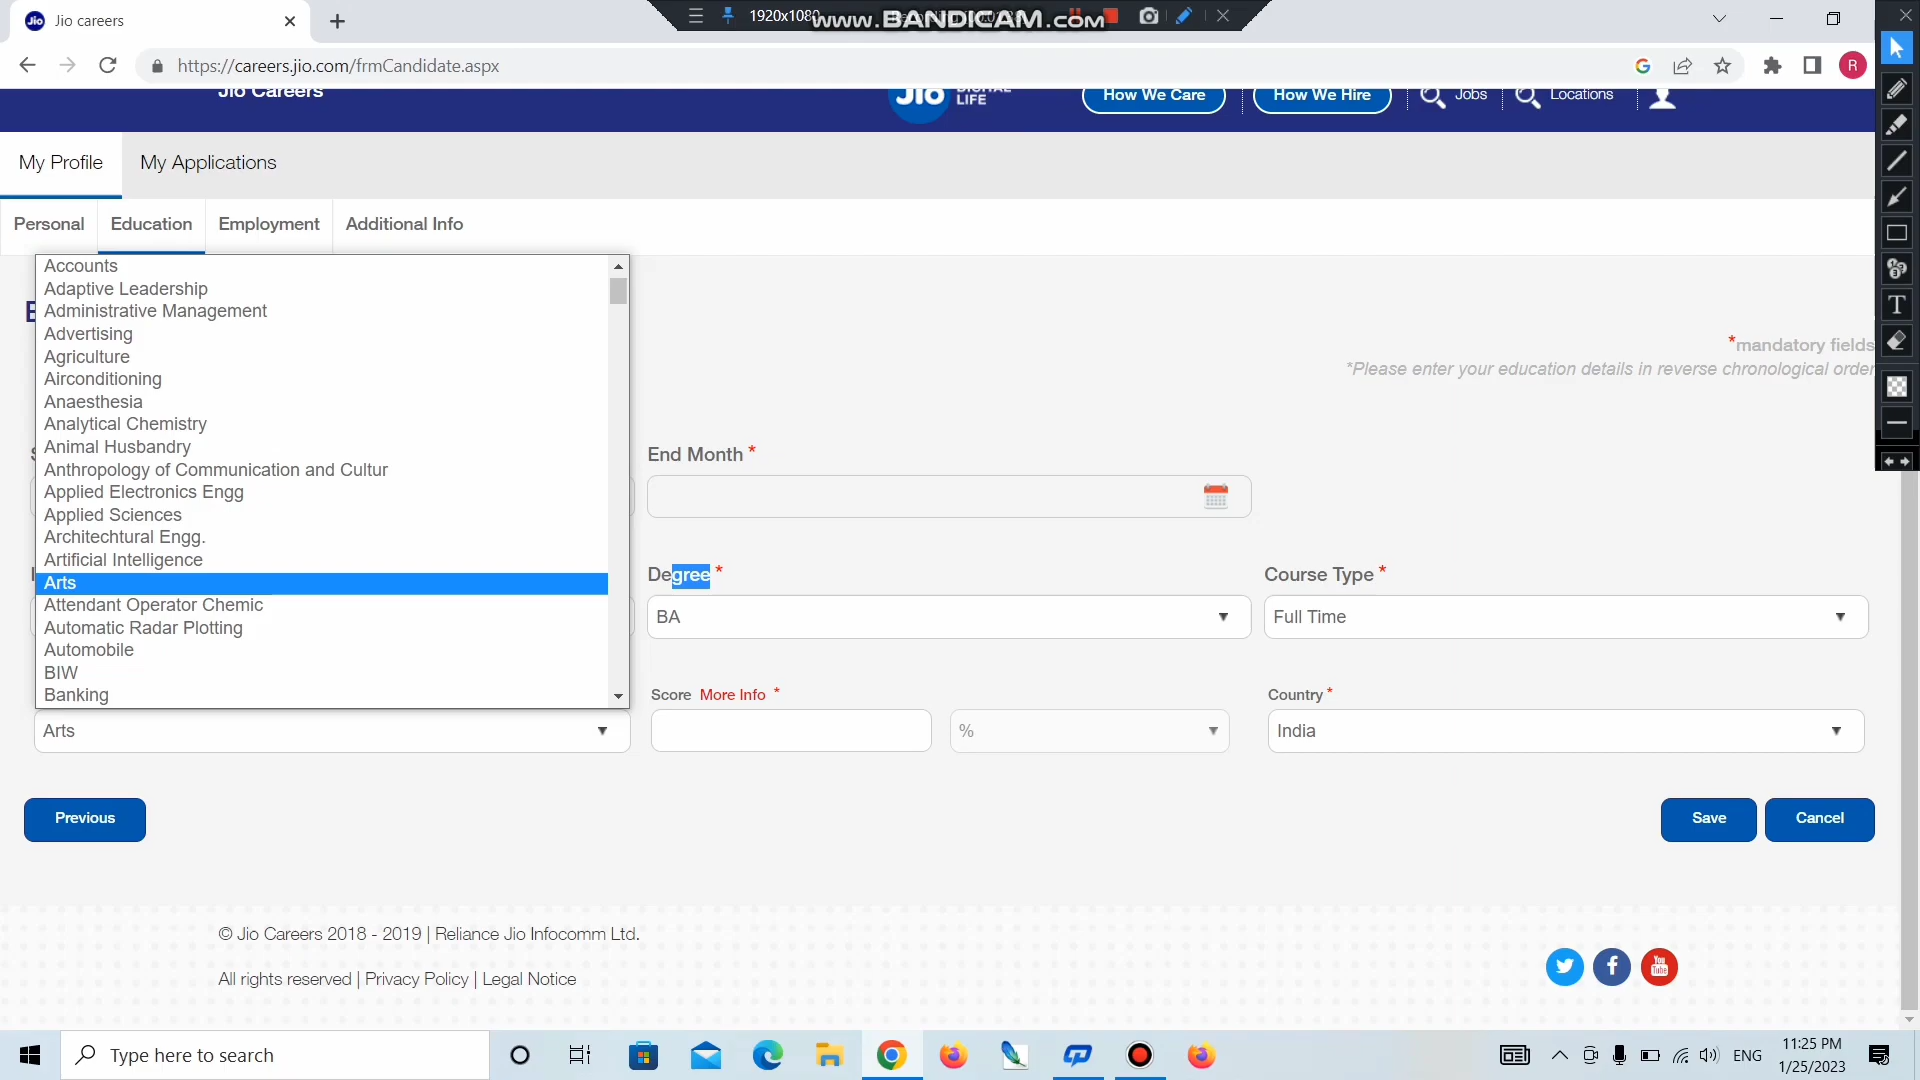 Jio careers
1920x1080
www.BANDICAM.com
https://careers.jio.com/frmCandidate.aspx
R
Jio Careers
Jio
DIGITAL
LIFE
How We Care
How We Hire
Jobs
Locations
My Profile
My Applications
Personal
Education
Employment
Additional Info
Accounts
Adaptive Leadership
Administrative Management
Advertising
Agriculture
Airconditioning
Anaesthesia
Analytical Chemistry
Animal Husbandry
Anthropology of Communication and Cultur
Applied Electronics Engg
Applied Sciences
Architechtural Engg.
Artificial Intelligence
Arts
Attendant Operator Chemic
Automatic Radar Plotting
Automobile
BIW
Banking
*mandatory fields
*Please enter your education details in reverse chronological order
End Month *
Degree *
Course Type *
BA
Full Time
Score More Info *
Country *
Arts
%
India
Previous
Save
Cancel
© Jio Careers 2018 - 2019 | Reliance Jio Infocomm Ltd.
All rights reserved | Privacy Policy | Legal Notice
You
Tube
Type here to search
ENG
11:25 PM
1/25/2023